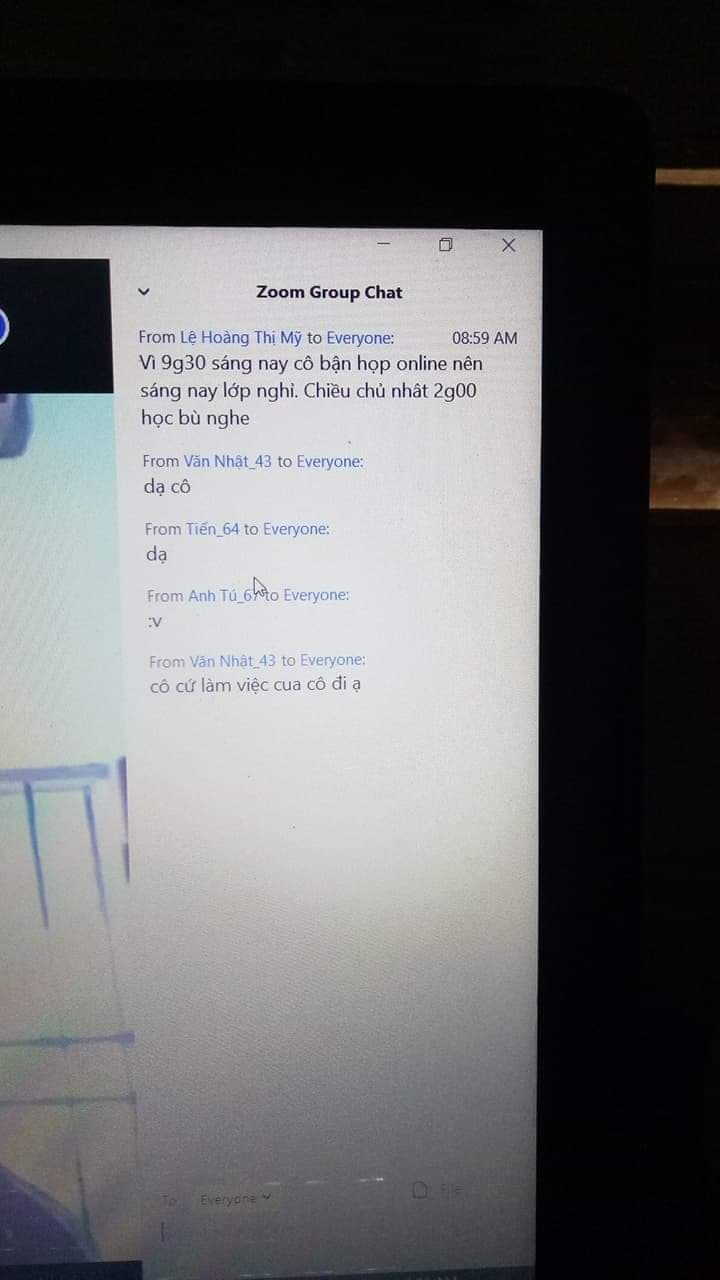 Zoom Group Chat
From Lệ Hoàng Thị Mỹ to Everyone: 08:59 AM
Vì 9g30 sáng nay cô bận họp online nên
sáng nay lớp nghỉ. Chiều chủ nhât 2g00
học bù nghe
From Văn Nhật_43 to Everyone:
dạ cô
From Tiến_64 to Everyone:
dạ
From Anh Tú_67 to Everyone:
:v
From Văn Nhật_43 to Everyone:
cô cứ làm việc cua cô đi ạ
To: Everyone File